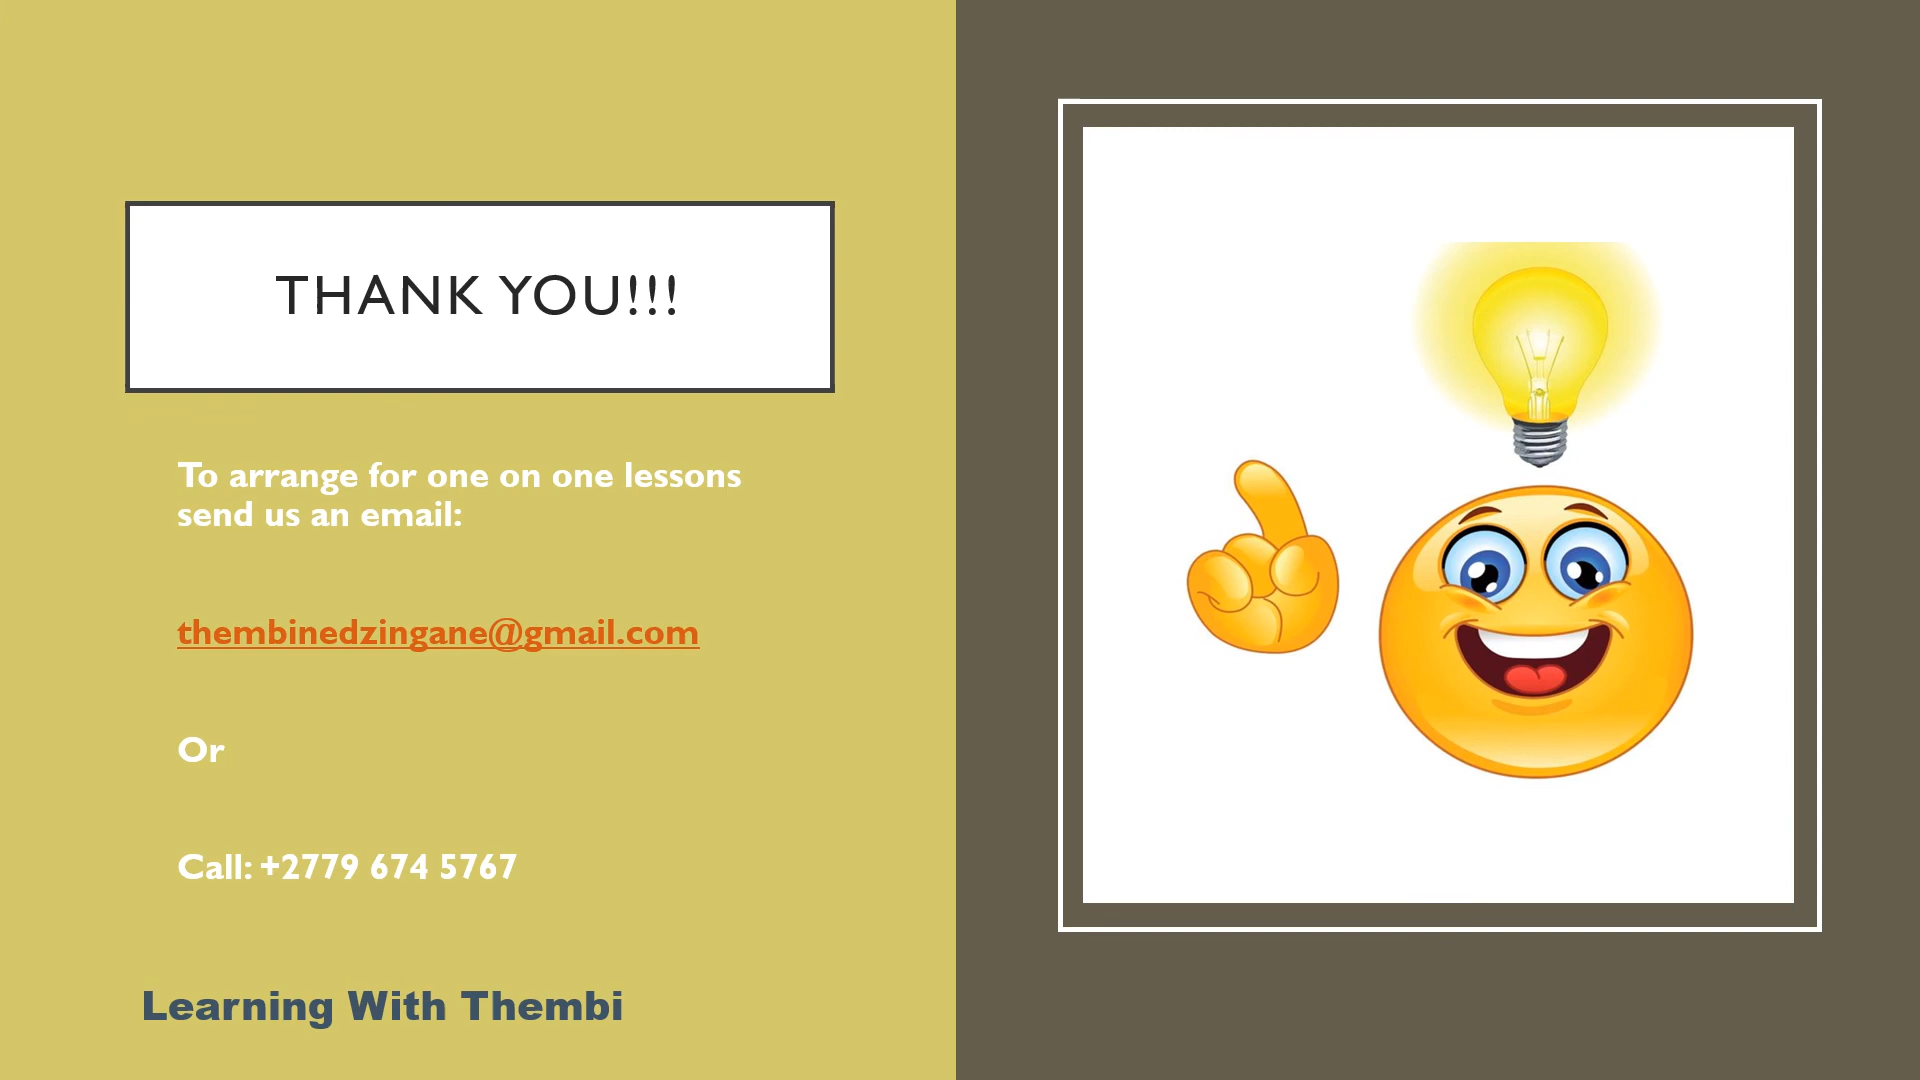 THANK YOU!!!
To arrange for one on one lessons
send us an email:
thembinedzingane@gmail.com
Or
Call: +2779 674 5767
Learning With Thembi